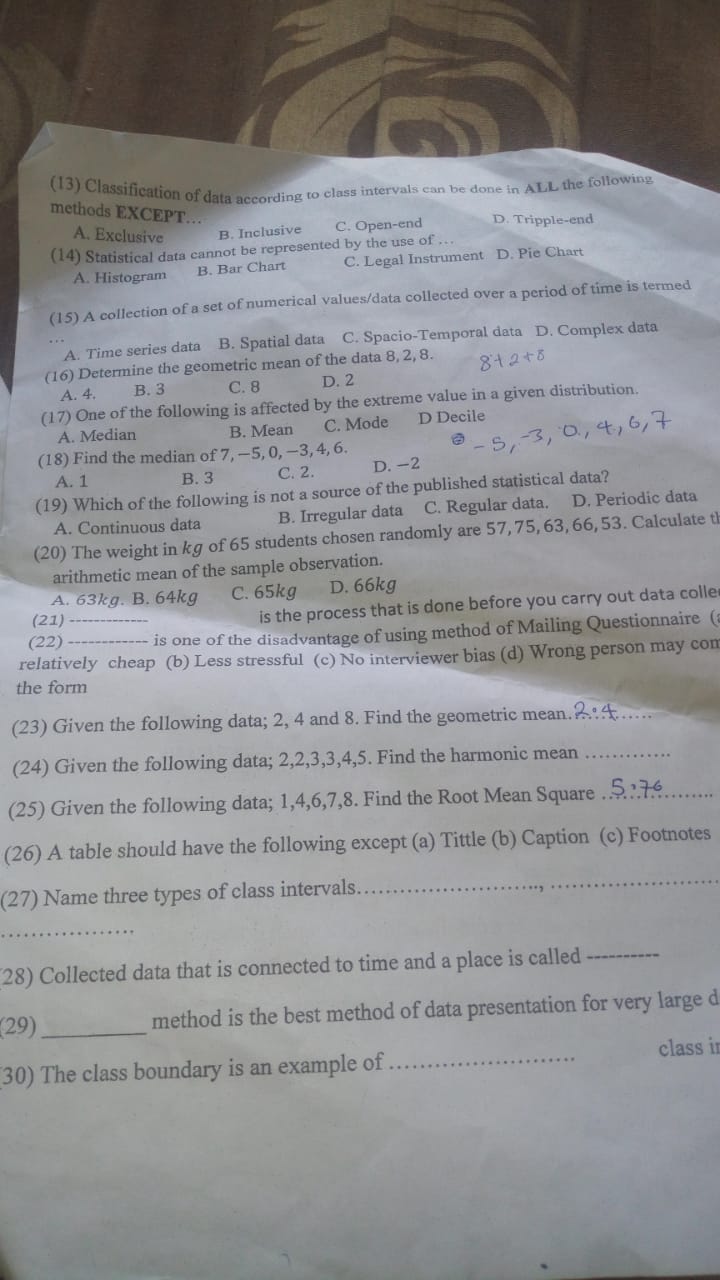 (13) Classification of data according to class intervals can be done in ALL the following
methods EXCEPT...
A. Exclusive B. Inclusive C. Open-end D. Tripple-end
(14) Statistical data cannot be represented by the use of ...
A. Histogram B. Bar Chart C. Legal Instrument D. Pie Chart
(15) A collection of a set of numerical values/data collected over a period of time is termed
...
A. Time series data B. Spatial data C. Spacio-Temporal data D. Complex data
(16) Determine the geometric mean of the data 8, 2, 8. 8+2+8
A. 4. B. 3 C. 8 D. 2
(17) One of the following is affected by the extreme value in a given distribution.
A. Median B. Mean C. Mode D Decile
(18) Find the median of 7, −5, 0, −3, 4, 6. -5, -3, 0, 4, 6, 7
A. 1 B. 3 C. 2. D. −2
(19) Which of the following is not a source of the published statistical data?
A. Continuous data B. Irregular data C. Regular data. D. Periodic data
(20) The weight in kg of 65 students chosen randomly are 57, 75, 63, 66, 53. Calculate th
arithmetic mean of the sample observation.
A. 63kg. B. 64kg C. 65kg D. 66kg
(21) ------------- is the process that is done before you carry out data colle
(22) ------------ is one of the disadvantage of using method of Mailing Questionnaire (a
relatively cheap (b) Less stressful (c) No interviewer bias (d) Wrong person may com
the form
(23) Given the following data; 2, 4 and 8. Find the geometric mean. 2.4.....
(24) Given the following data; 2,2,3,3,4,5. Find the harmonic mean .............
(25) Given the following data; 1,4,6,7,8. Find the Root Mean Square ..5.76.........
(26) A table should have the following except (a) Tittle (b) Caption (c) Footnotes
(27) Name three types of class intervals..........................., .........................
..................
28) Collected data that is connected to time and a place is called ----------
(29) __________ method is the best method of data presentation for very large d
30) The class boundary is an example of .......................... class in